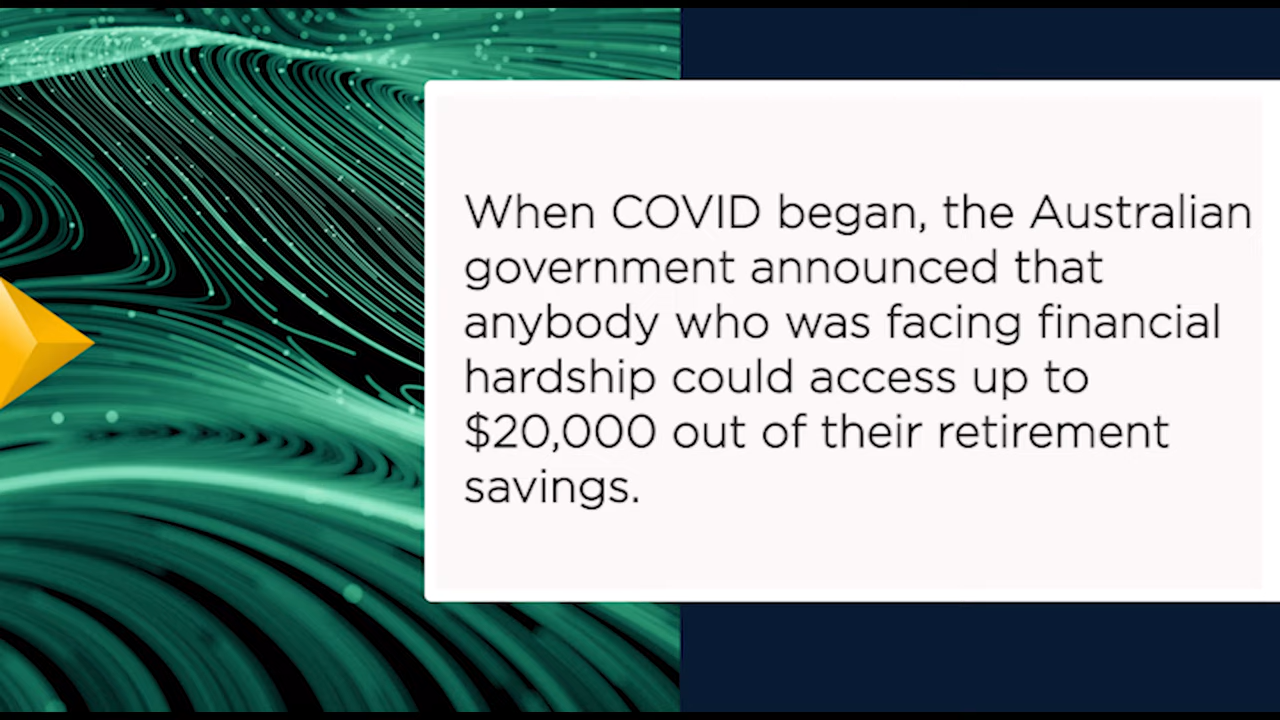 When COVID began, the Australian
government announced that
anybody who was facing financial
hardship could access up to
$20,000 out of their retirement
savings.